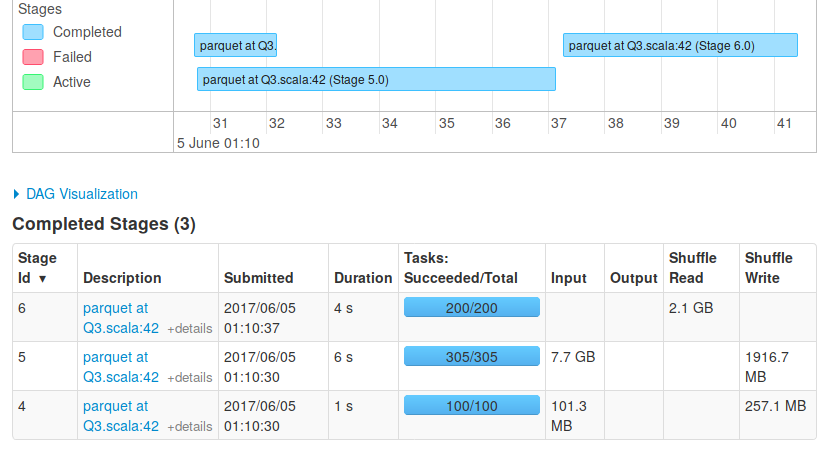 Stages
Completed
Failed
Active
parquet at Q3.
parquet at Q3.scala:42 (Stage 6.0)
parquet at Q3.scala:42 (Stage 5.0)
31 32 33 34 35 36 37 38 39 40 41
5 June 01:10
DAG Visualization
Completed Stages (3)
Stage Id ▼ Description Submitted Duration Tasks: Succeeded/Total Input Output Shuffle Read Shuffle Write
6 parquet at Q3.scala:42 +details 2017/06/05 01:10:37 4 s 200/200 2.1 GB
5 parquet at Q3.scala:42 +details 2017/06/05 01:10:30 6 s 305/305 7.7 GB 1916.7 MB
4 parquet at Q3.scala:42 +details 2017/06/05 01:10:30 1 s 100/100 101.3 MB 257.1 MB